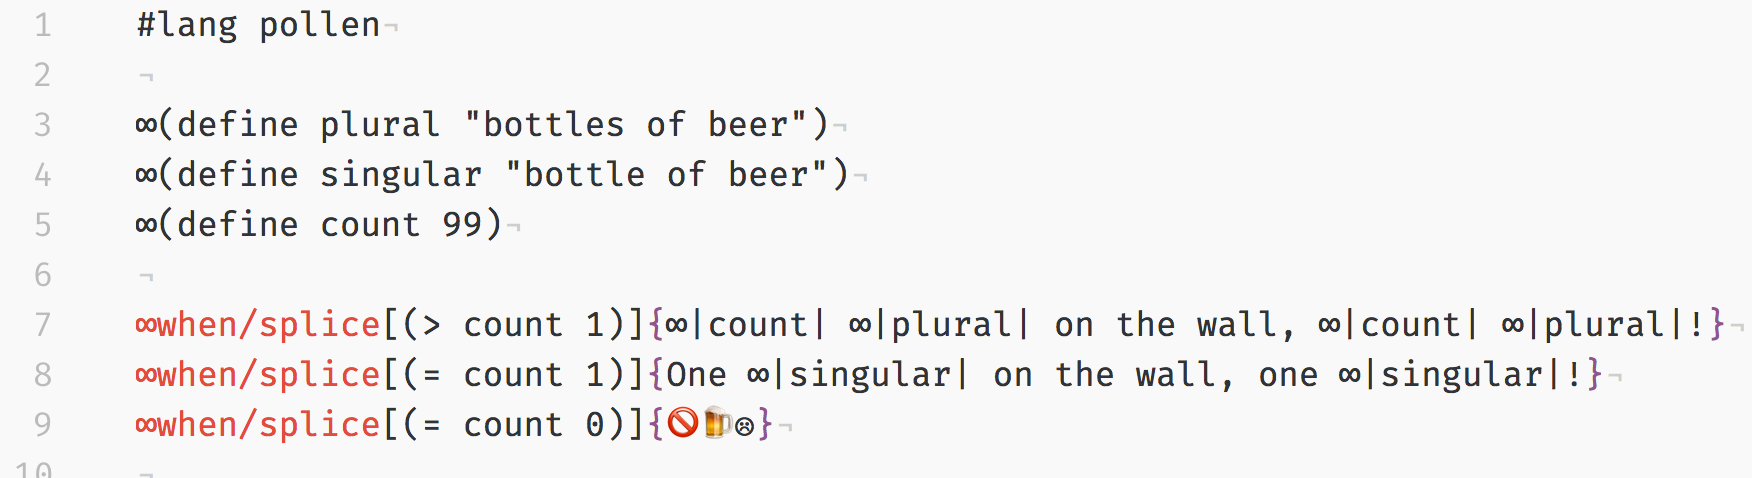 1 #lang pollen¬
2 ¬
3 ∞(define plural "bottles of beer")¬
4 ∞(define singular "bottle of beer")¬
5 ∞(define count 99)¬
6 ¬
7 ∞when/splice[(> count 1)]{∞|count| ∞|plural| on the wall, ∞|count| ∞|plural|!}¬
8 ∞when/splice[(= count 1)]{One ∞|singular| on the wall, one ∞|singular|!}¬
9 ∞when/splice[(= count 0)]{🚫🍺☹}¬
10 ¬